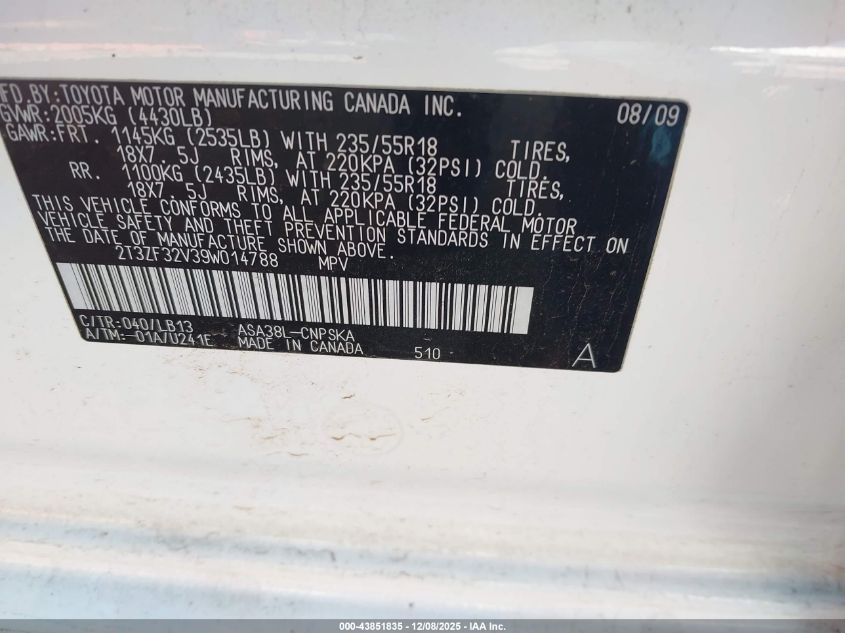 MFD.BY:TOYOTA MOTOR MANUFACTURING CANADA INC. 08/09
GVWR:2005KG (4430LB)
GAWR:FRT. 1145KG (2535LB) WITH 235/55R18 TIRES,
18X7.5J RIMS, AT 220KPA (32PSI) COLD.
RR. 1100KG (2435LB) WITH 235/55R18 TIRES,
18X7.5J RIMS, AT 220KPA (32PSI) COLD.
THIS VEHICLE CONFORMS TO ALL APPLICABLE FEDERAL MOTOR
VEHICLE SAFETY AND THEFT PREVENTION STANDARDS IN EFFECT ON
THE DATE OF MANUFACTURE SHOWN ABOVE.
2T3ZF32V39W014788 MPV
C/TR:040/LB13 ASA38L-CNPSKA
A/TM:-01A/U241E MADE IN CANADA 510 A
000-43851835 - 12/08/2025 - IAA Inc.